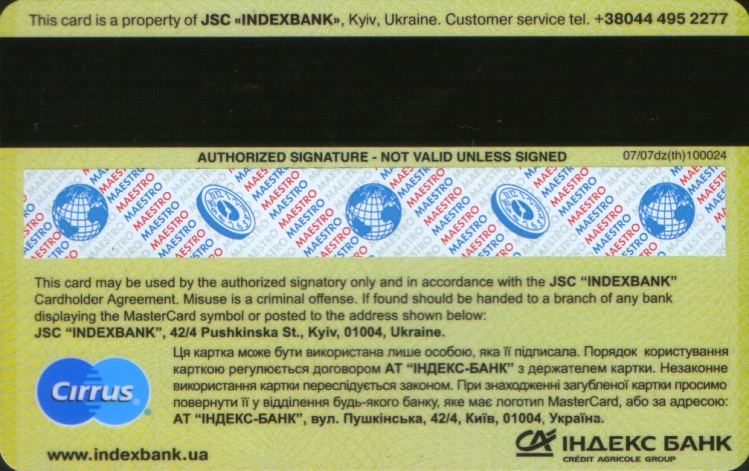 This card is a property of JSC «INDEXBANK», Kyiv, Ukraine. Customer service tel. +38044 495 2277
AUTHORIZED SIGNATURE - NOT VALID UNLESS SIGNED 07/07dz(th)100024
MAESTRO MAESTRO MAESTRO MAESTRO MAESTRO
This card may be used by the authorized signatory only and in accordance with the JSC "INDEXBANK"
Cardholder Agreement. Misuse is a criminal offense. If found should be handed to a branch of any bank
displaying the MasterCard symbol or posted to the address shown below:
JSC "INDEXBANK", 42/4 Pushkinska St., Kyiv, 01004, Ukraine.
Ця картка може бути використана лише особою, яка її підписала. Порядок користування
карткою регулюється договором АТ "ІНДЕКС-БАНК" з держателем картки. Незаконне
використання картки переслідується законом. При знаходженні загубленої картки просимо
повернути її у відділення будь-якого банку, яке має логотип MasterCard, або за адресою:
АТ "ІНДЕКС-БАНК", вул. Пушкінська, 42/4, Київ, 01004, Україна.
Cirrus®
www.indexbank.ua
CA ІНДЕКС БАНК
CRÉDIT AGRICOLE GROUP